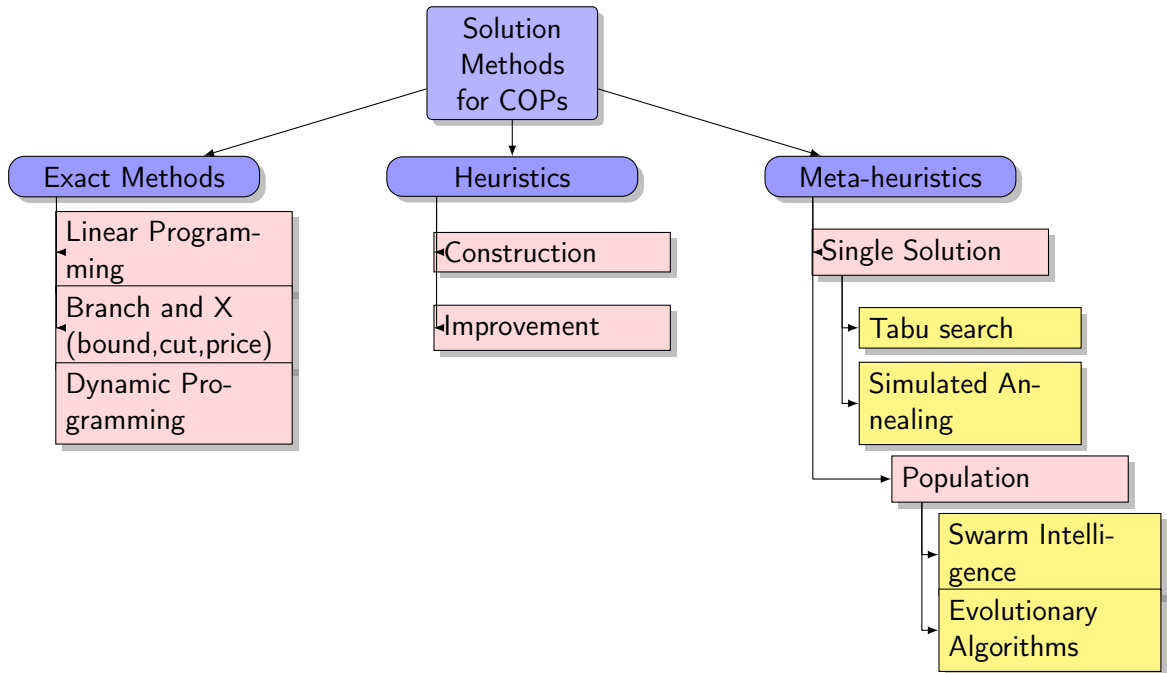 Solution
Methods
for COPs
Exact Methods
Heuristics
Meta-heuristics
Linear Program-
ming
Branch and X
(bound,cut,price)
Dynamic Pro-
gramming
Construction
Improvement
Single Solution
Tabu search
Simulated An-
nealing
Population
Swarm Intelli-
gence
Evolutionary
Algorithms